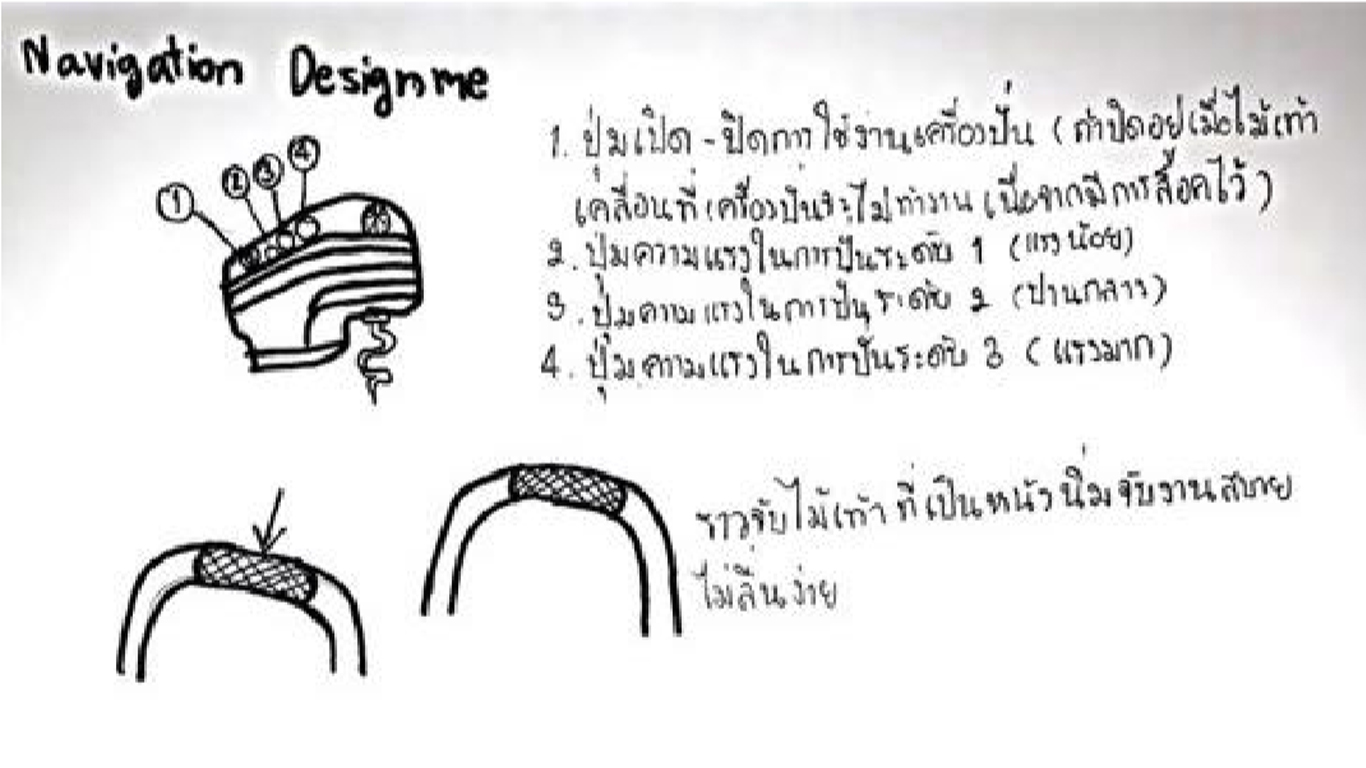 Navigation Designme
1
2
3
4
1. ปุ่มเปิด - ปิดการใช้งานเครื่องปั่น (ถ้าปิดอยู่เมื่อไม้เท้า
เคลื่อนที่เครื่องปั่นจะไม่ทำงาน เนื่องจากมีการล็อคไว้)
2. ปุ่มความแรงในการปั่นระดับ 1 (แรงน้อย)
3. ปุ่มความแรงในการปั่นระดับ 2 (ปานกลาง)
4. ปุ่มความแรงในการปั่นระดับ 3 (แรงมาก)
ราวจับไม้เท้าที่เป็นหนังนิ่มจับงานสบาย
ไม่ลื่นง่าย